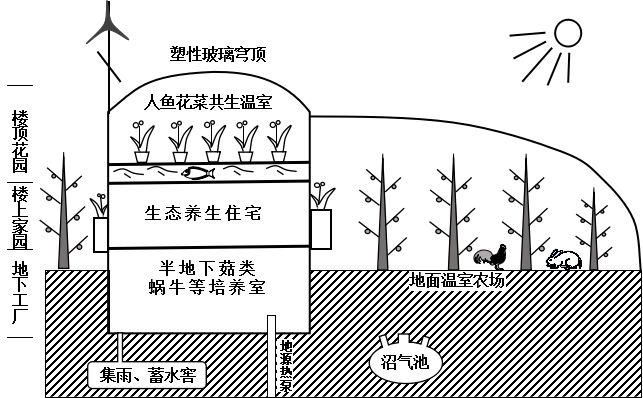 塑性玻璃穹顶
人鱼花菜共生温室
楼顶花园
楼上家园
生态养生住宅
地下工厂
半地下菇类
蜗牛等培养室
地面温室农场
地源热泵
沼气池
集雨、蓄水窖